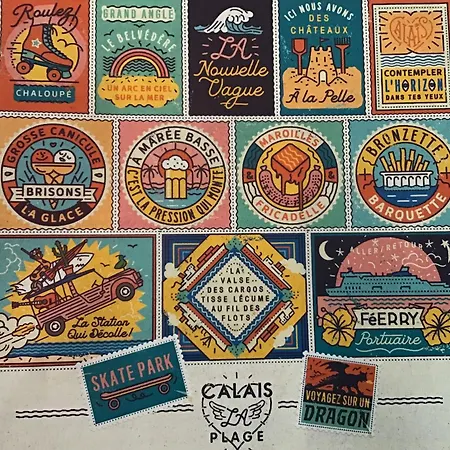 Roulez!
CHALOUPÉ
GRAND ANGLE
LE BELVÉDÈRE
UN ARC EN CIEL
SUR LA MER
LA
Nouvelle
Vague
ICI NOUS AVONS
DES
CHÂTEAUX
À la Pelle
CONTEMPLER
L'HORIZON
DANS TES YEUX
GROSSE CANICULE
BRISONS
LA GLACE
À MARÉE BASSE
C'EST LA PRESSION QUI MONTE
MAROILLES
& &
FRICADELLE
BRONZETTE?
BARQUETTE
La Station
Qui Décolle!
LA
VALSE
DES CARGOS
TISSE L'ÉCUME
AU FIL DES
FLOTS
ALLER/RETOUR
FéERRY
Portuaire
SKATE PARK
CALAIS
LA
PLAGE
VOYAGEZ SUR UN
DRAGON